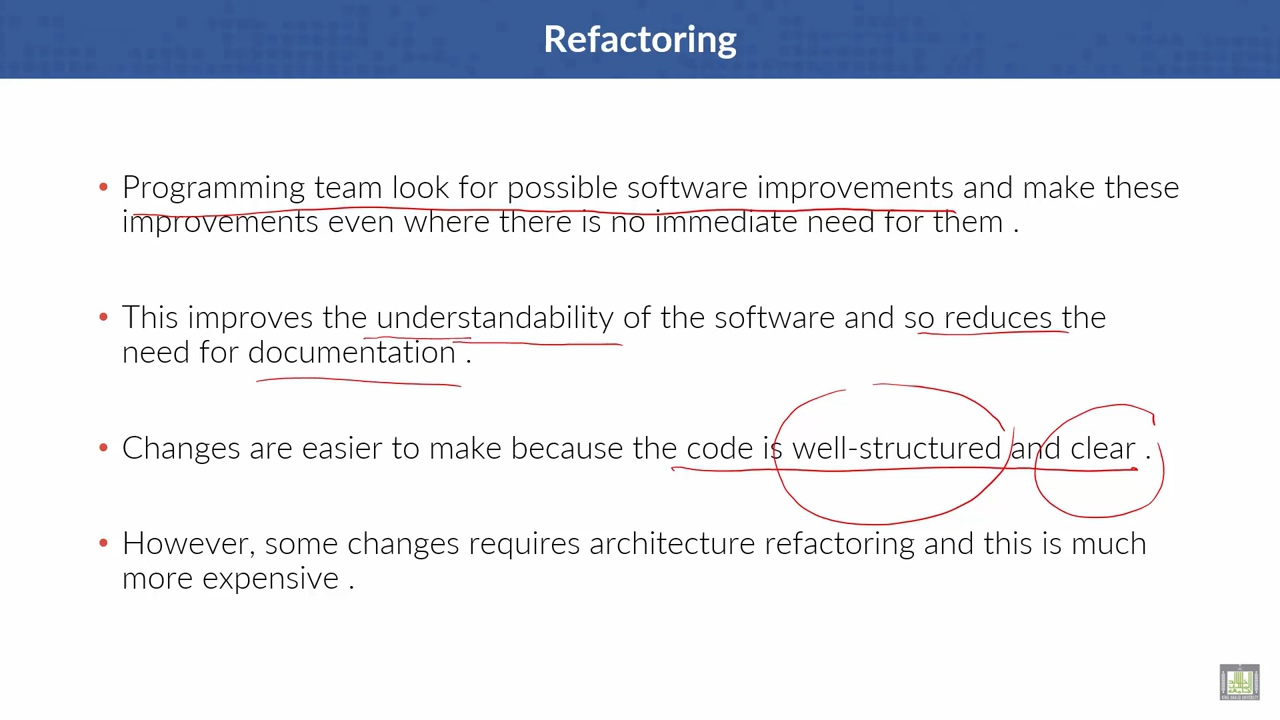 Refactoring
• Programming team look for possible software improvements and make these
improvements even where there is no immediate need for them .
• This improves the understandability of the software and so reduces the
need for documentation .
• Changes are easier to make because the code is well-structured and clear .
• However, some changes requires architecture refactoring and this is much
more expensive .